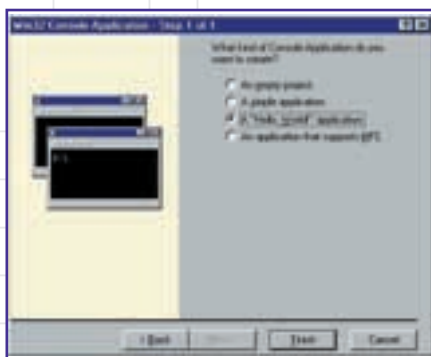 Win32 Console Application - Step 1 of 1
What kind of Console Application do you
want to create?
An empty project.
A simple application.
A "Hello, World!" application.
An application that supports MFC.
< Back
Finish
Cancel